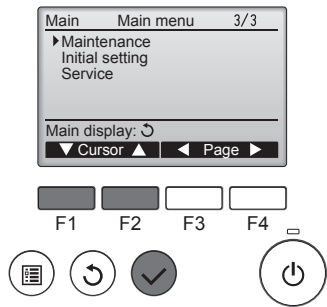 Main Main menu 3/3
Maintenance
Initial setting
Service
Main display:
Cursor Page
F1 F2 F3 F4